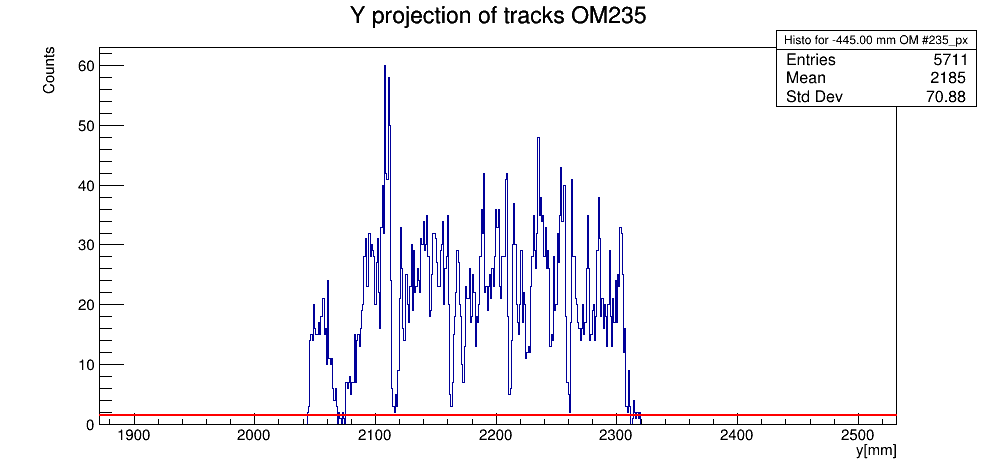 Y projection of tracks OM235
Histo for -445.00 mm OM #235_px
Entries 5711
Mean 2185
Std Dev 70.88
Counts
60
50
40
30
20
10
0
1900 2000 2100 2200 2300 2400 2500
y[mm]